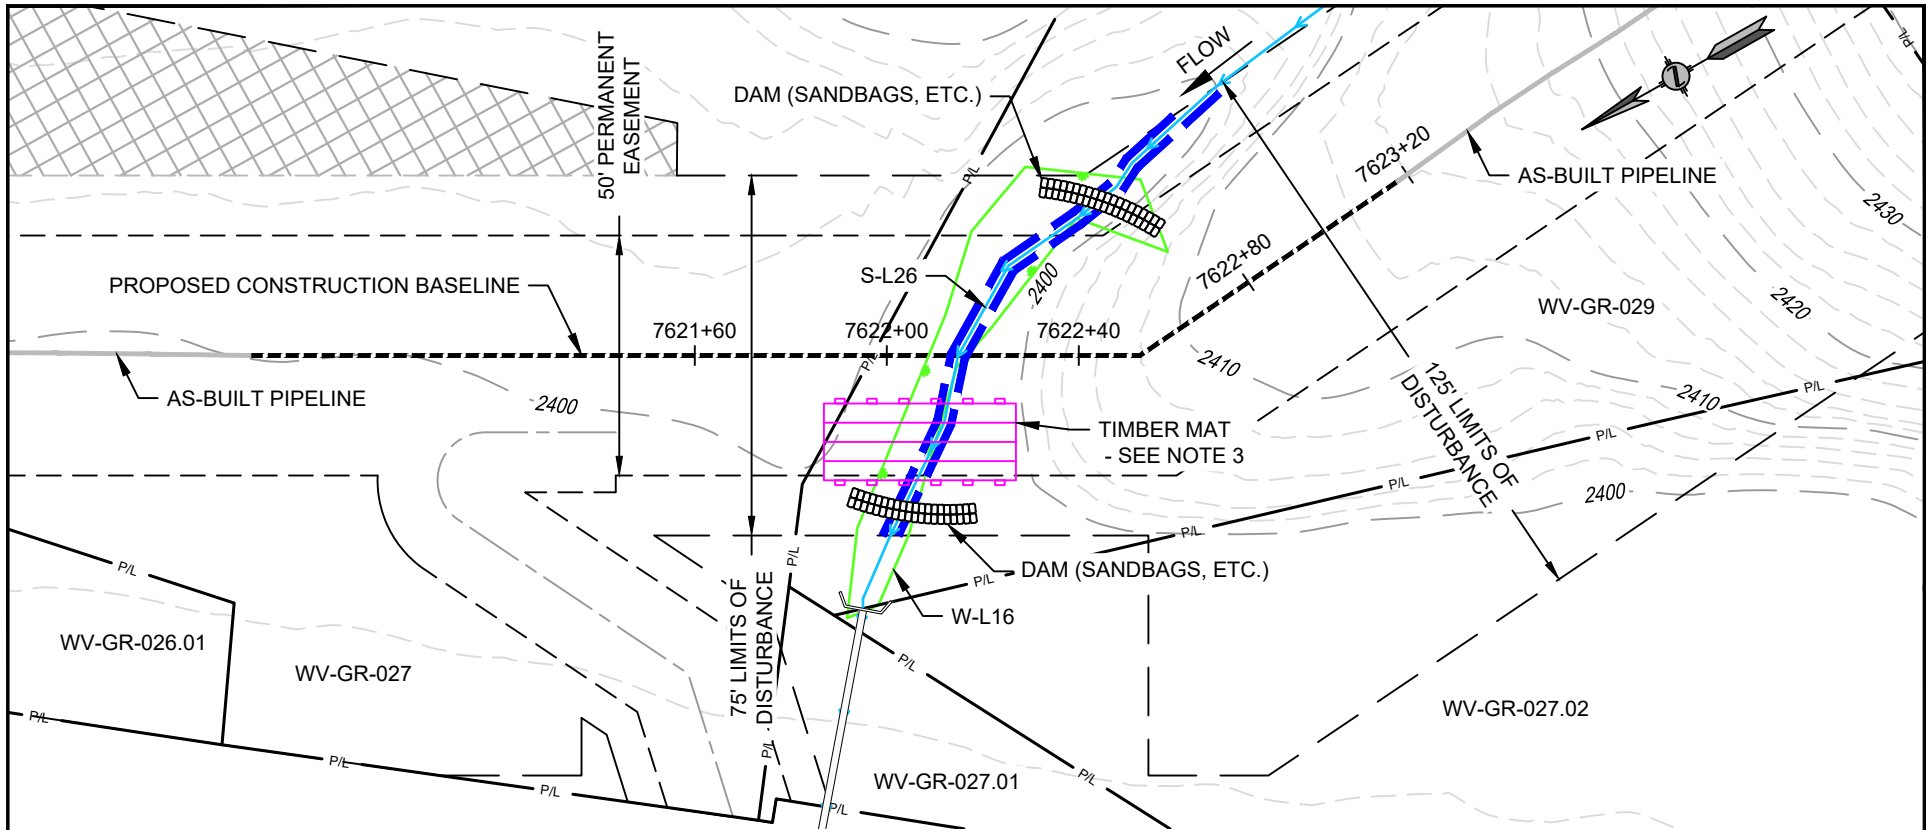 FLOW
P/L
50' PERMANENT
EASEMENT
DAM (SANDBAGS, ETC.)
7623+20
AS-BUILT PIPELINE
P/L
2430
7622+80
S-L26
2400
PROPOSED CONSTRUCTION BASELINE
2420
WV-GR-029
7621+60
7622+00
7622+40
P/L
2410
AS-BUILT PIPELINE
2400
125' LIMITS OF
DISTURBANCE
2410
P/L
TIMBER MAT
- SEE NOTE 3
P/L
P/L
2400
P/L
P/L
P/L
DAM (SANDBAGS, ETC.)
P/L
75' LIMITS OF
DISTURBANCE
W-L16
WV-GR-026.01
WV-GR-027
P/L
WV-GR-027.02
P/L
P/L
P/L
WV-GR-027.01
P/L
P/L
P/L